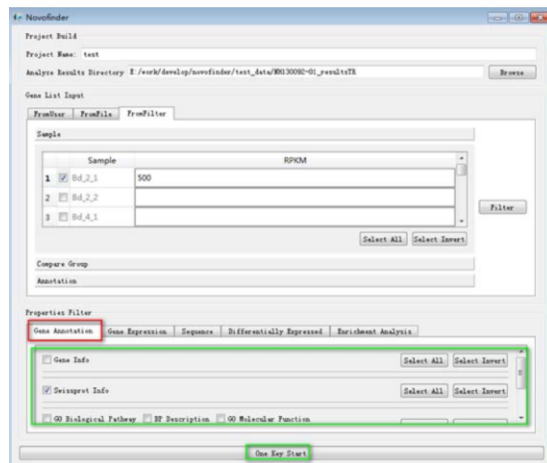 Novofinder
Project Build
Project Name: test
Analyze Results Directory E:/work/develop/novofinder/test_data/NH130092-01_resultsTR Browse
Gene List Input
FromUser FromFile FromFilter
Sample
Sample RPKM
1 Bd_2_1 500
2 Bd_2_2
3 Bd_4_1
Select All Select Invert
Filter
Compare Group
Annotation
Properties Filter
Gene Annotation Gene Expression Sequence Differentially Expressed Enrichment Analysis
Gene Info Select All Select Invert
Swissprot Info Select All Select Invert
GO Biological Pathway BP Description GO Molecular Function
One Key Start